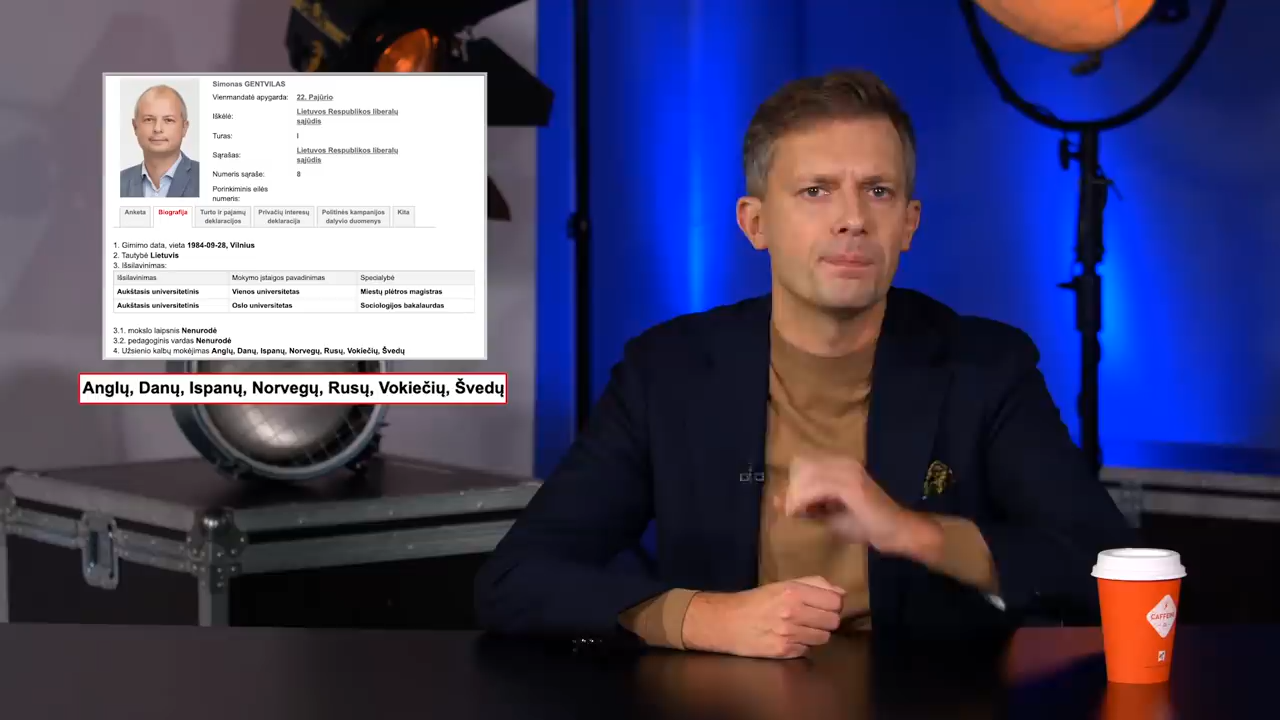 Simonas GENTVILAS
Vienmandatė apygarda: 22. Pajūrio
Iškėlė: Lietuvos Respublikos liberalų sąjūdis
Turas: I
Sąrašas: Lietuvos Respublikos liberalų sąjūdis
Numeris sąraše: 8
Porinkiminis eilės numeris:
Anketa Biografija Turto ir pajamų deklaracijos Privačių interesų deklaracija Politinės kampanijos dalyvio duomenys Kita
1. Gimimo data, vieta 1984-09-28, Vilnius
2. Tautybė Lietuvis
3. Išsilavinimas:
Išsilavinimas Mokymo įstaigos pavadinimas Specialybė
Aukštasis universitetinis Vienos universitetas Miestų plėtros magistras
Aukštasis universitetinis Oslo universitetas Sociologijos bakalaurdas
3.1. mokslo laipsnis Nenurodė
3.2. pedagoginis vardas Nenurodė
4. Užsienio kalbų mokėjimas Anglų, Danų, Ispanų, Norvegų, Rusų, Vokiečių, Švedų
Anglų, Danų, Ispanų, Norvegų, Rusų, Vokiečių, Švedų